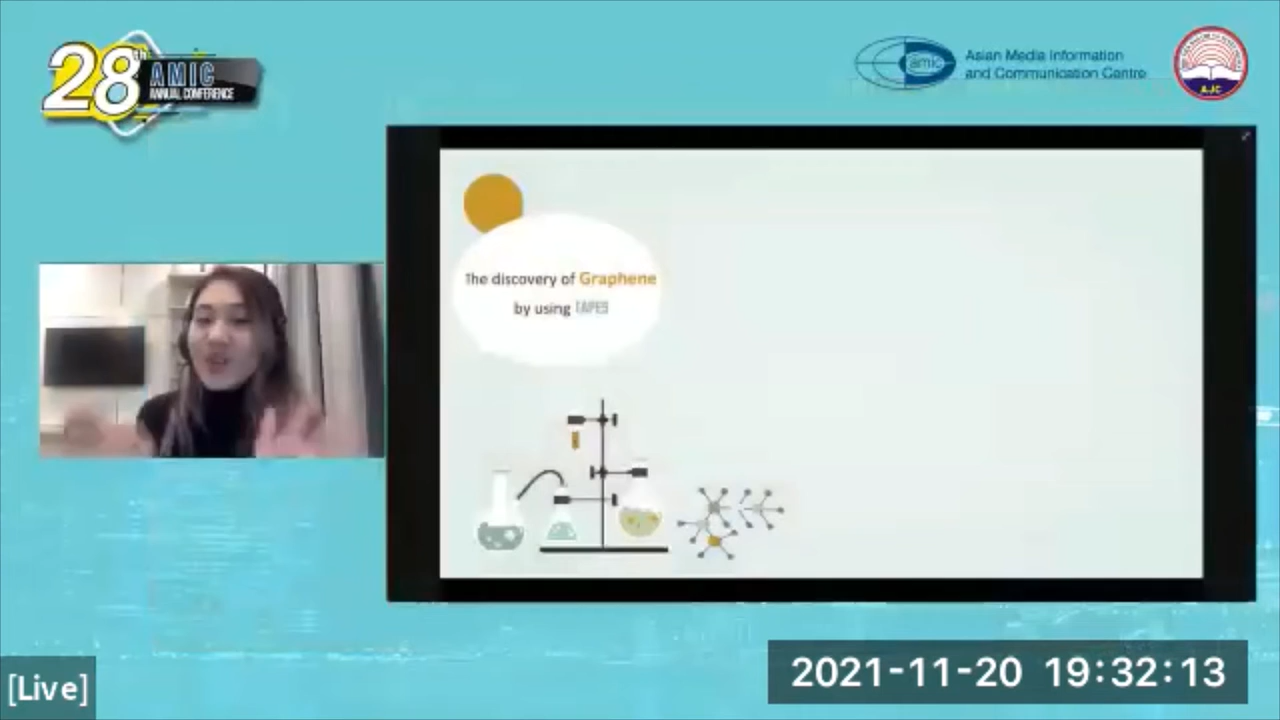 28th
AMIC
ANNUAL CONFERENCE
amic
Asian Media Information
and Communication Centre
AJC
The discovery of Graphene
by using TAPES
[Live]
2021-11-20 19:32:13